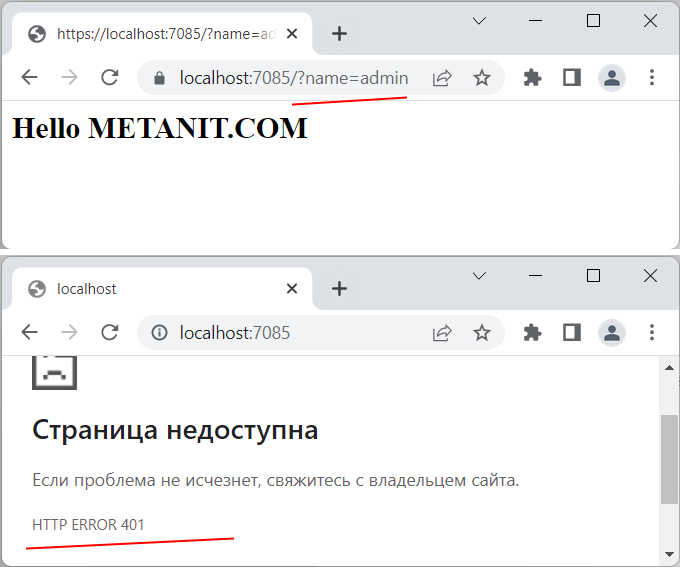 https://localhost:7085/?name=ad
localhost:7085/?name=admin
Hello METANIT.COM
localhost
localhost:7085
Страница недоступна
Если проблема не исчезнет, свяжитесь с владельцем сайта.
HTTP ERROR 401